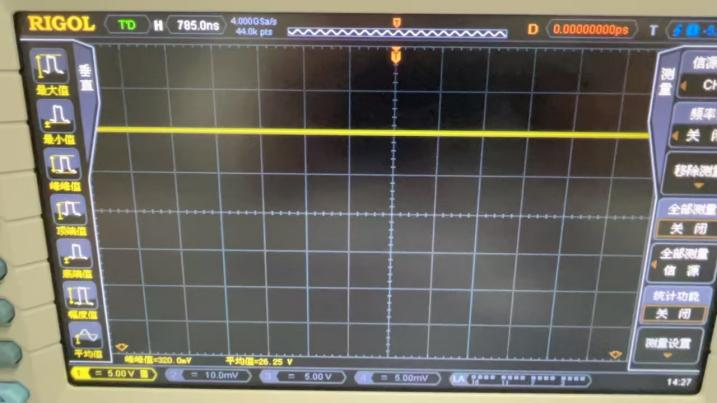 RIGOL T'D H 785.0ns 4.000GSa/s D 0.00000000ps T
44.0k pts
T
垂直
最大值
最小值
峰峰值
顶端值
底端值
幅度值
平均值
测量
信源
CH
频率
关 闭
移除测量
全部测量
关 闭
全部测量
信 源
统计功能
关 闭
测量设置
峰峰值=320.0mV 平均值=26.25 V
1 = 5.00 V 2 = 10.0mV 3 = 5.00 V 4 = 5.00mV LA
14:27